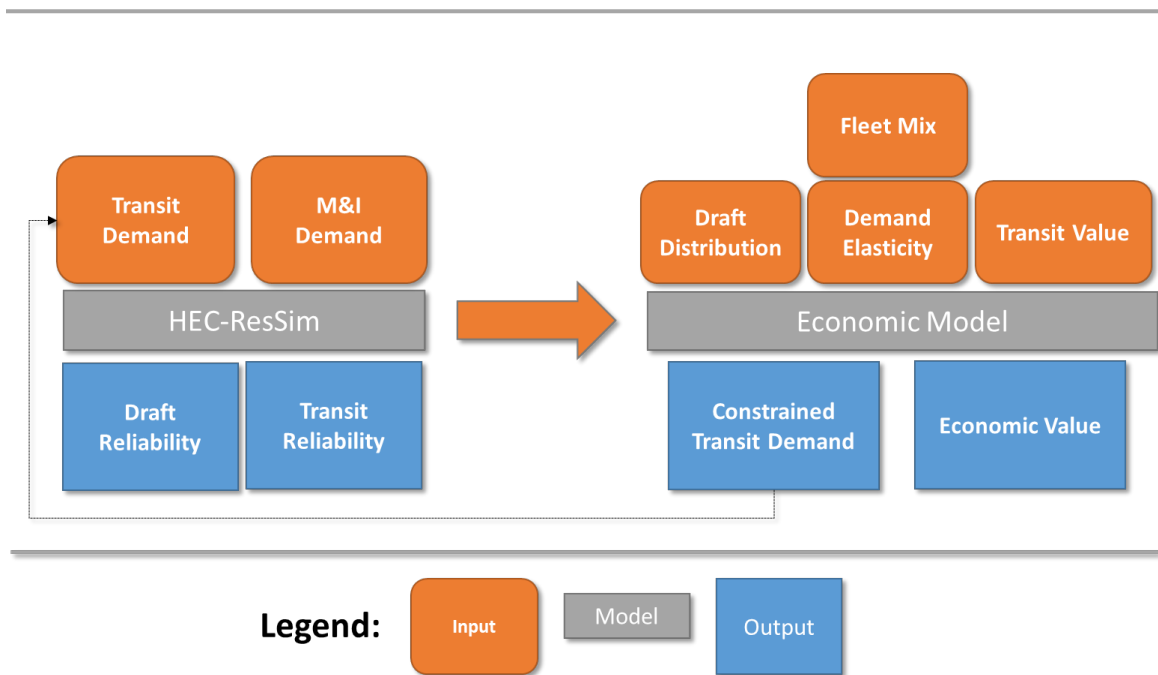 Transit
Demand
M&I
Demand
HEC-ResSim
Draft
Reliability
Transit
Reliability
Fleet Mix
Draft
Distribution
Demand
Elasticity
Transit Value
Economic Model
Constrained
Transit Demand
Economic Value
Legend:
Input
Model
Output